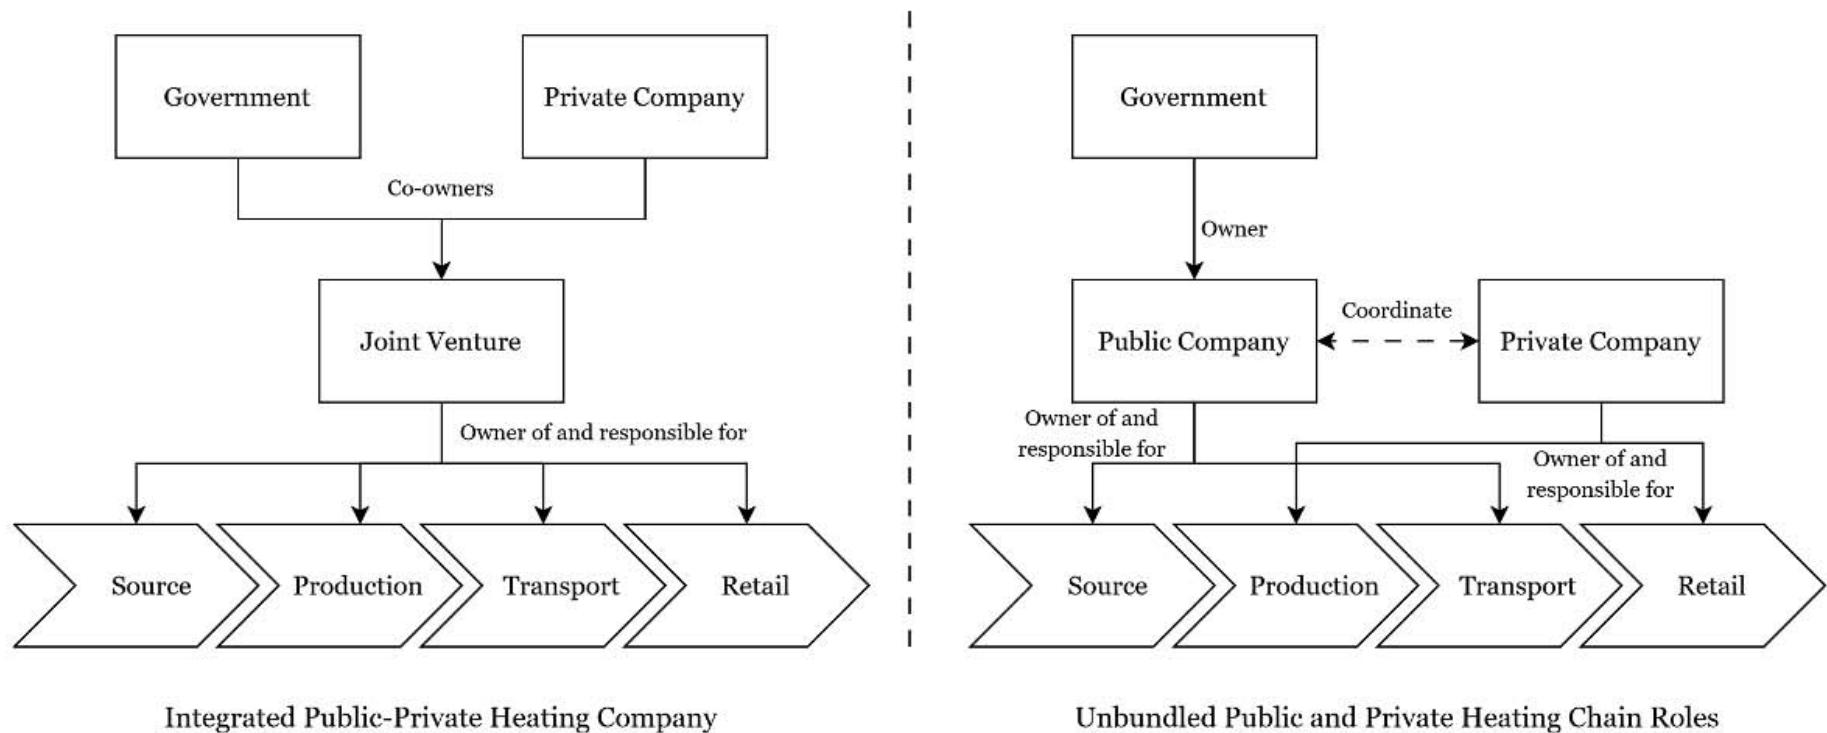 Government
Private Company
Co-owners
Joint Venture
Owner of and responsible for
Source
Production
Transport
Retail
Integrated Public-Private Heating Company
Government
Owner
Public Company
Coordinate
Private Company
Owner of and
responsible for
Owner of and
responsible for
Source
Production
Transport
Retail
Unbundled Public and Private Heating Chain Roles